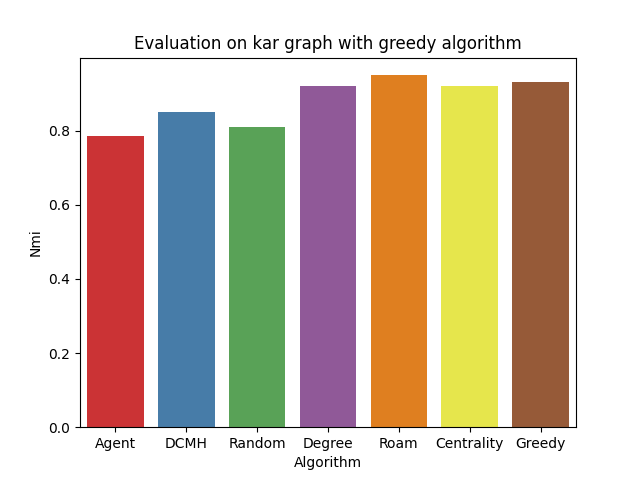 Evaluation on kar graph with greedy algorithm
0.8
0.6
0.4
0.2
0.0
Nmi
Agent DCMH Random Degree Roam Centrality Greedy
Algorithm